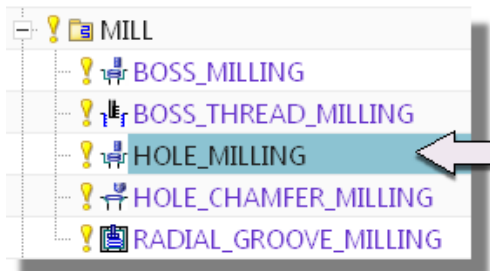 MILL
BOSS_MILLING
BOSS_THREAD_MILLING
HOLE_MILLING
HOLE_CHAMFER_MILLING
RADIAL_GROOVE_MILLING